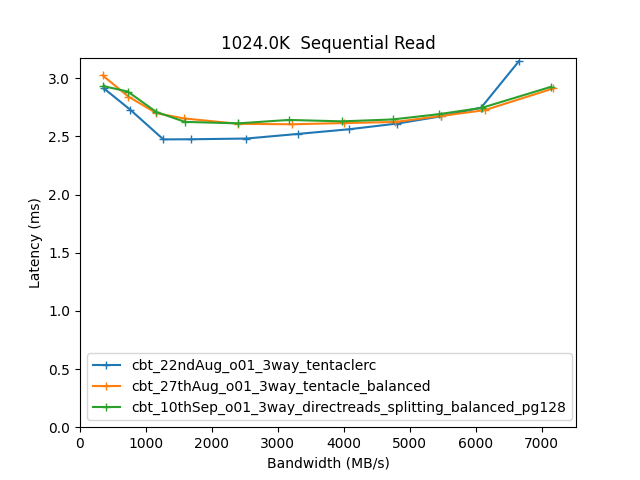 1024.0K  Sequential Read
Latency (ms)
3.0
2.5
2.0
1.5
1.0
0.5
0.0
cbt_22ndAug_o01_3way_tentaclerc
cbt_27thAug_o01_3way_tentacle_balanced
cbt_10thSep_o01_3way_directreads_splitting_balanced_pg128
0 1000 2000 3000 4000 5000 6000 7000
Bandwidth (MB/s)